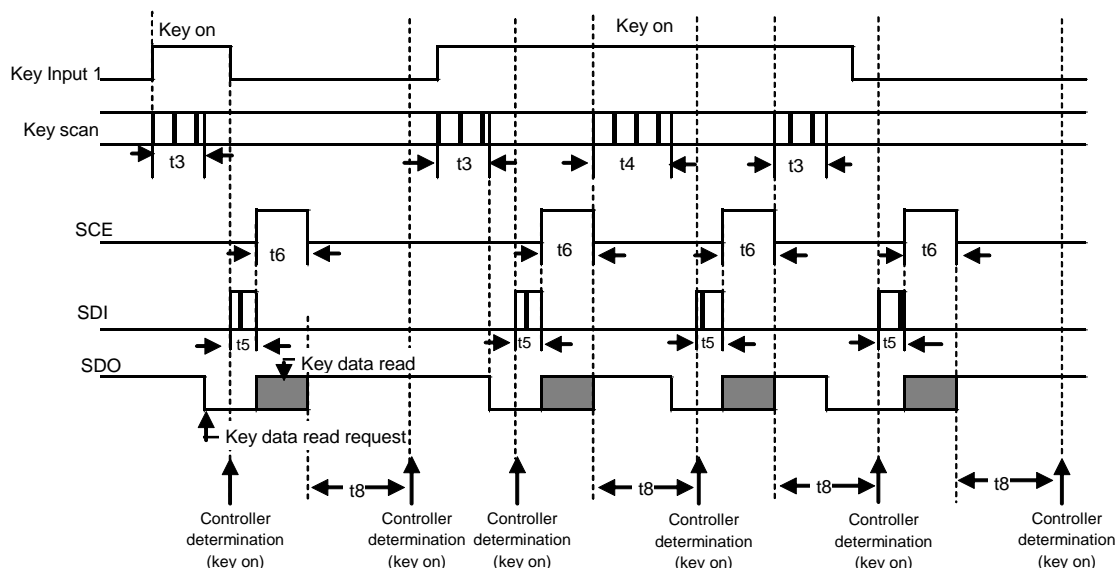 Key on
Key on
Key Input 1
Key scan
t3
t3
t4
t3
SCE
t6
t6
t6
t6
SDI
t5
t5
t5
t5
SDO
Key data read
Key data read request
t8
t8
t8
t8
Controller
determination
(key on)
Controller
determination
(key on)
Controller
determination
(key on)
Controller
determination
(key on)
Controller
determination
(key on)
Controller
determination
(key on)